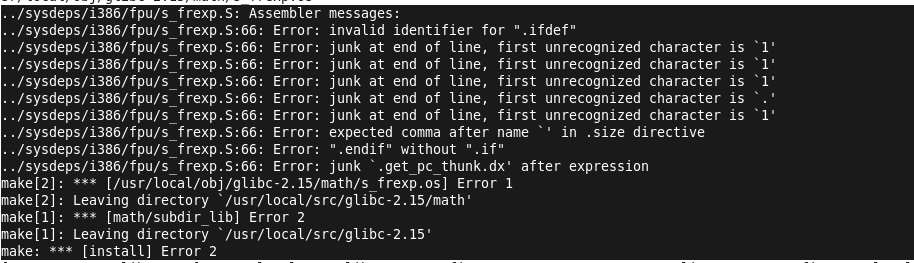 ../sysdeps/i386/fpu/s_frexp.S: Assembler messages:
../sysdeps/i386/fpu/s_frexp.S:66: Error: invalid identifier for ".ifdef"
../sysdeps/i386/fpu/s_frexp.S:66: Error: junk at end of line, first unrecognized character is `1'
../sysdeps/i386/fpu/s_frexp.S:66: Error: junk at end of line, first unrecognized character is `1'
../sysdeps/i386/fpu/s_frexp.S:66: Error: junk at end of line, first unrecognized character is `1'
../sysdeps/i386/fpu/s_frexp.S:66: Error: junk at end of line, first unrecognized character is `.'
../sysdeps/i386/fpu/s_frexp.S:66: Error: junk at end of line, first unrecognized character is `1'
../sysdeps/i386/fpu/s_frexp.S:66: Error: expected comma after name `' in .size directive
../sysdeps/i386/fpu/s_frexp.S:66: Error: ".endif" without ".if"
../sysdeps/i386/fpu/s_frexp.S:66: Error: junk `.get_pc_thunk.dx' after expression
make[2]: *** [/usr/local/obj/glibc-2.15/math/s_frexp.os] Error 1
make[2]: Leaving directory `/usr/local/src/glibc-2.15/math'
make[1]: *** [math/subdir_lib] Error 2
make[1]: Leaving directory `/usr/local/src/glibc-2.15'
make: *** [install] Error 2